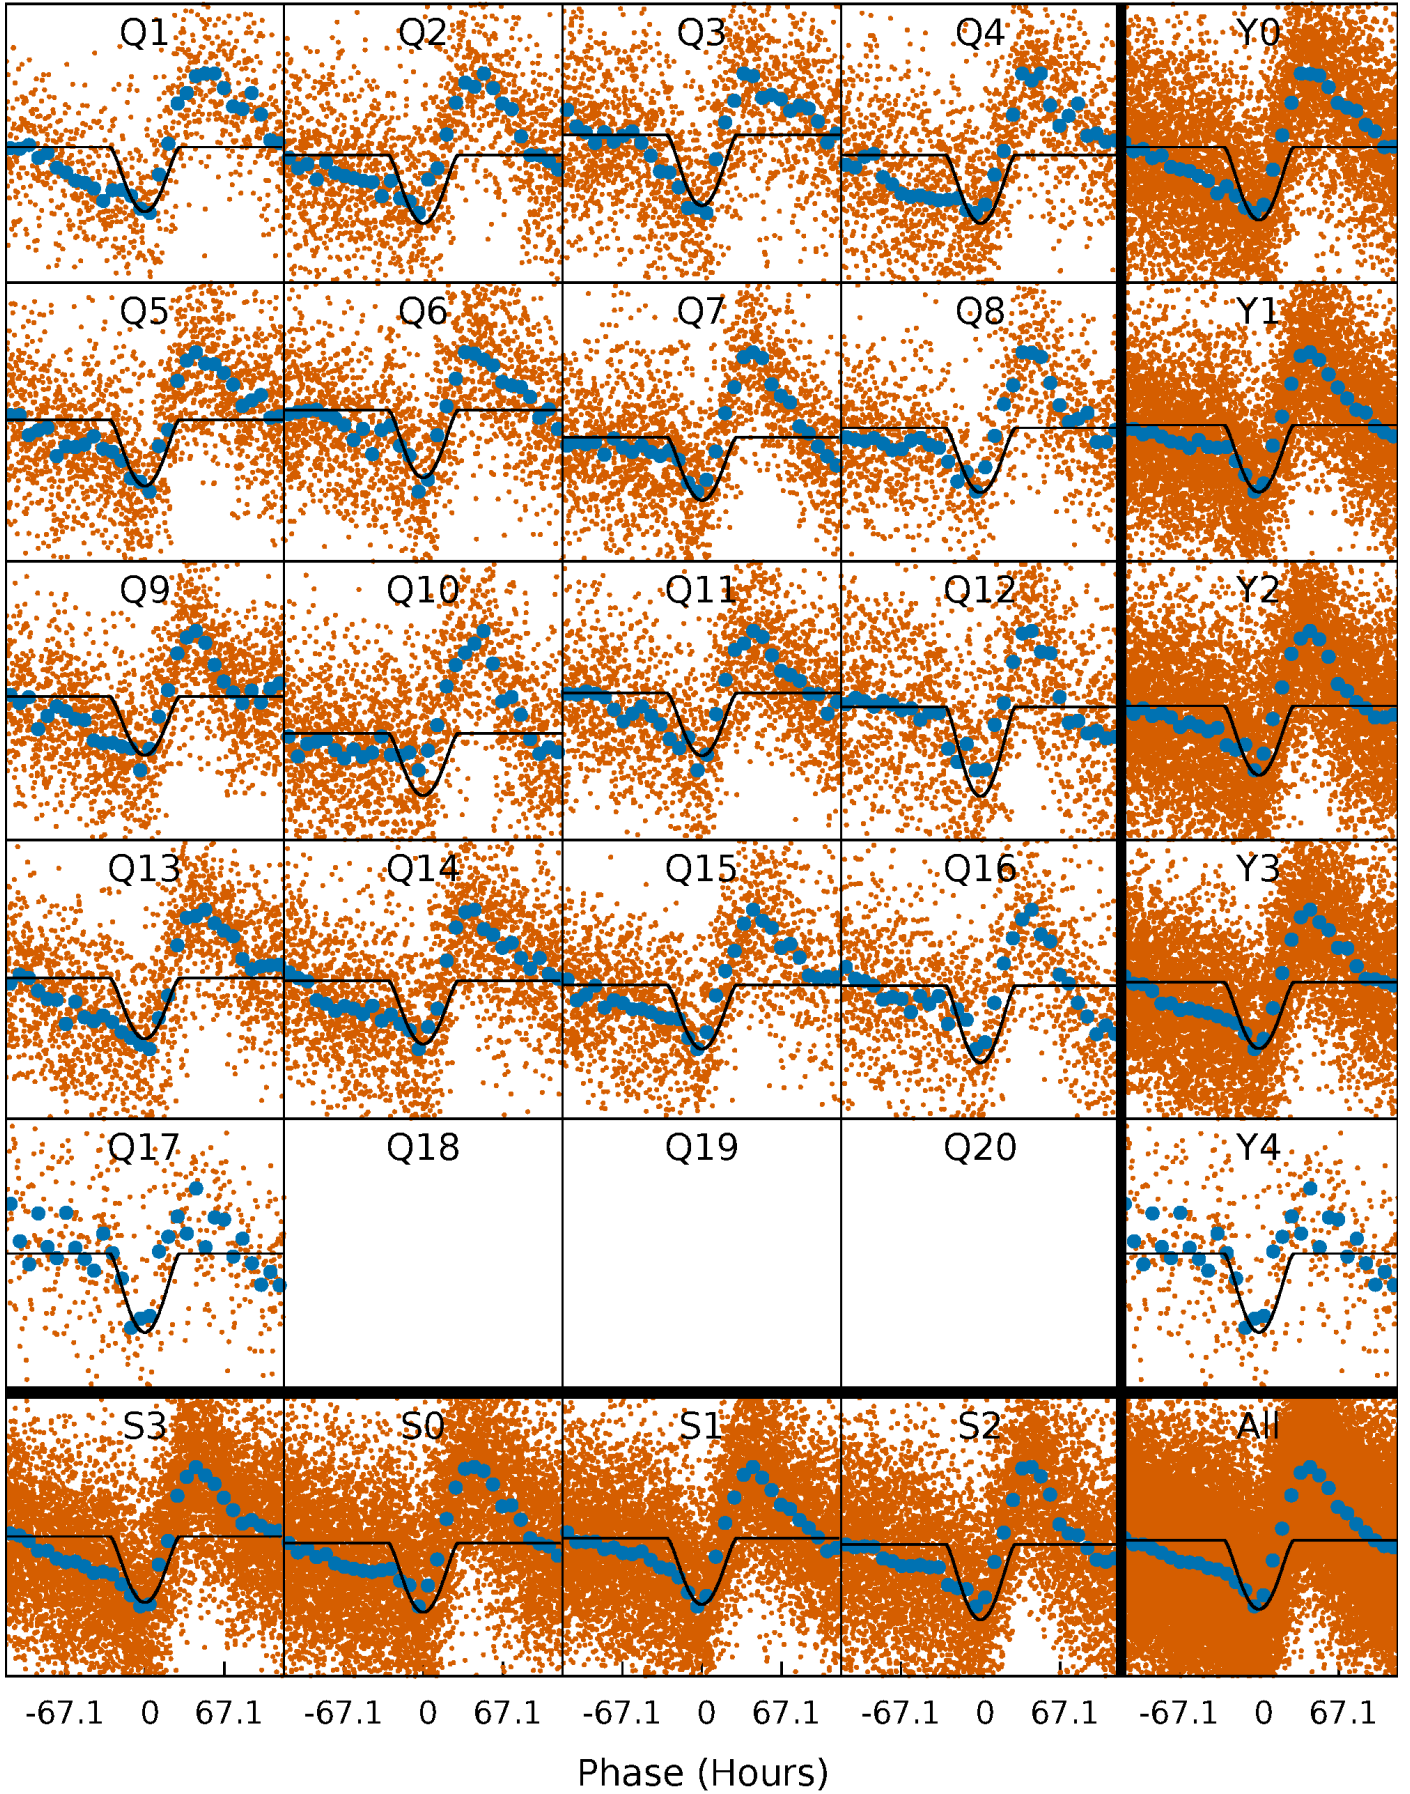 Q1 Q2 Q3 Q4 Y0
Q5 Q6 Q7 Q8 Y1
Q9 Q10 Q11 Q12 Y2
Q13 Q14 Q15 Q16 Y3
Q17 Q18 Q19 Q20 Y4
S3 S0 S1 S2 All
-67.1 0 67.1 -67.1 0 67.1 -67.1 0 67.1 -67.1 0 67.1 -67.1 0 67.1
Phase (Hours)